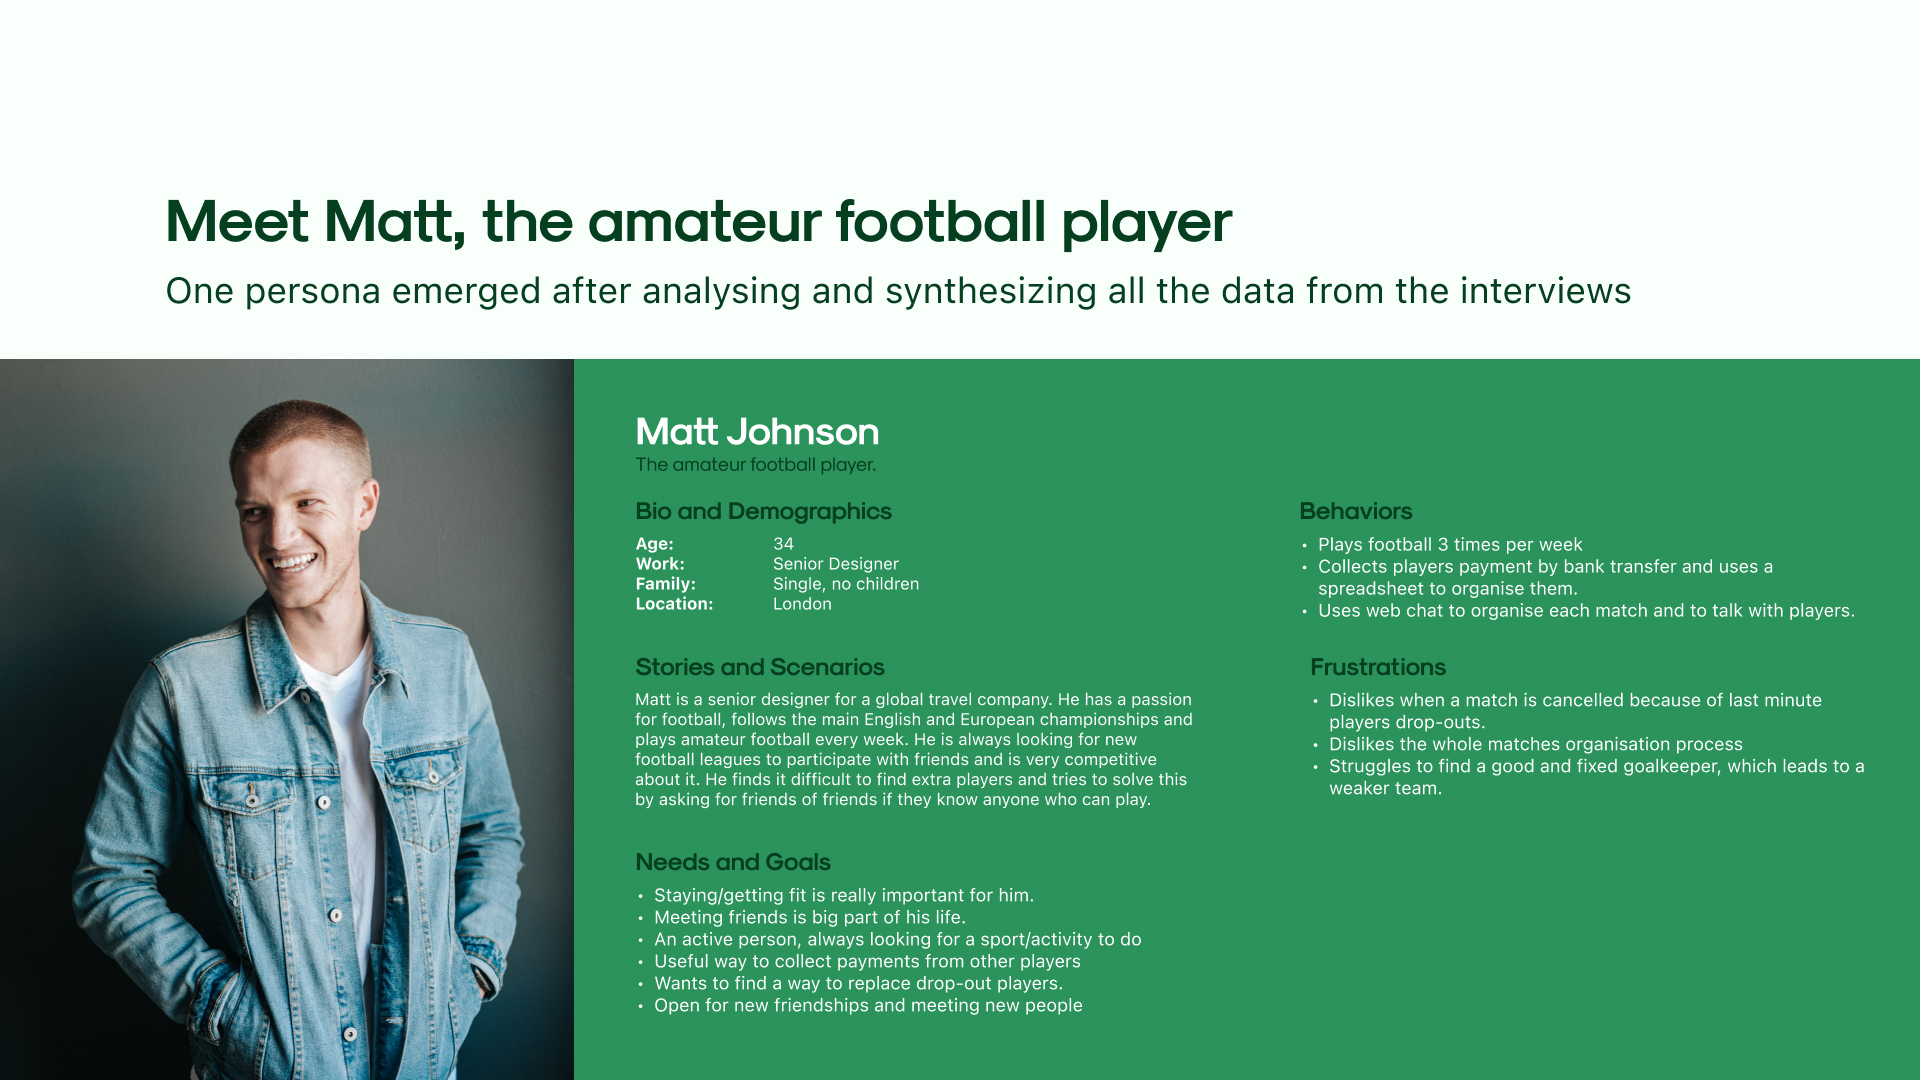 Meet Matt, the amateur football player
One persona emerged after analysing and synthesizing all the data from the interviews
Matt Johnson
The amateur football player.
Bio and Demographics
Age: 34
Work: Senior Designer
Family: Single, no children
Location: London
Stories and Scenarios
Matt is a senior designer for a global travel company. He has a passion
for football, follows the main English and European championships and
plays amateur football every week. He is always looking for new
football leagues to participate with friends and is very competitive
about it. He finds it difficult to find extra players and tries to solve this
by asking for friends of friends if they know anyone who can play.
Needs and Goals
• Staying/getting fit is really important for him.
• Meeting friends is big part of his life.
• An active person, always looking for a sport/activity to do
• Useful way to collect payments from other players
• Wants to find a way to replace drop-out players.
• Open for new friendships and meeting new people
Behaviors
• Plays football 3 times per week
• Collects players payment by bank transfer and uses a
spreadsheet to organise them.
• Uses web chat to organise each match and to talk with players.
Frustrations
• Dislikes when a match is cancelled because of last minute
players drop-outs.
• Dislikes the whole matches organisation process
• Struggles to find a good and fixed goalkeeper, which leads to a
weaker team.